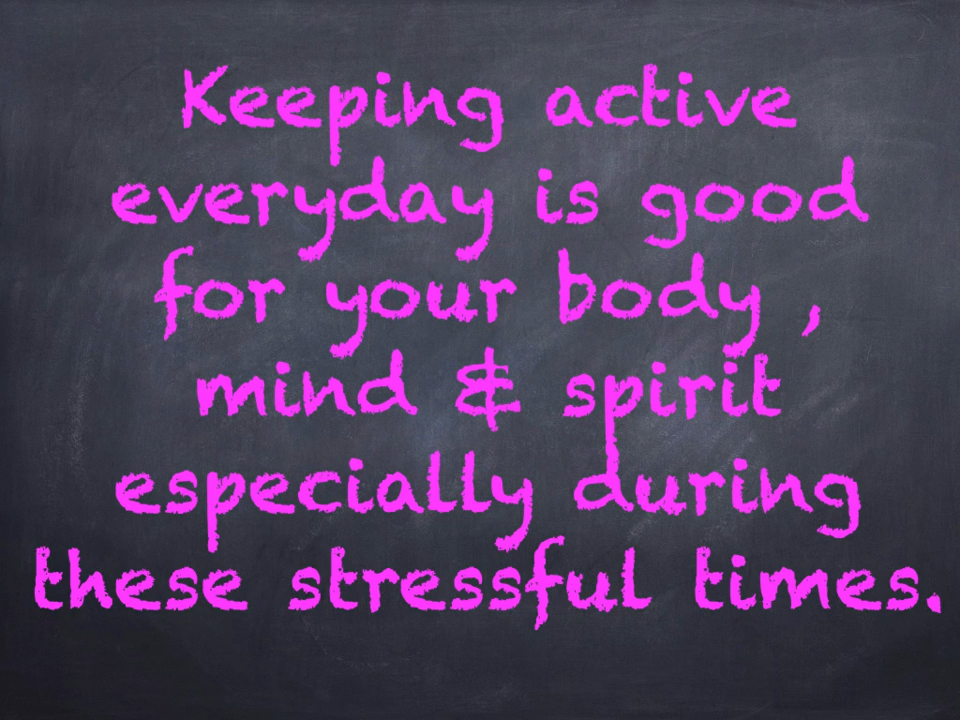 Keeping active
everyday is good
for your body ,
mind & spirit
especially during
these stressful times.